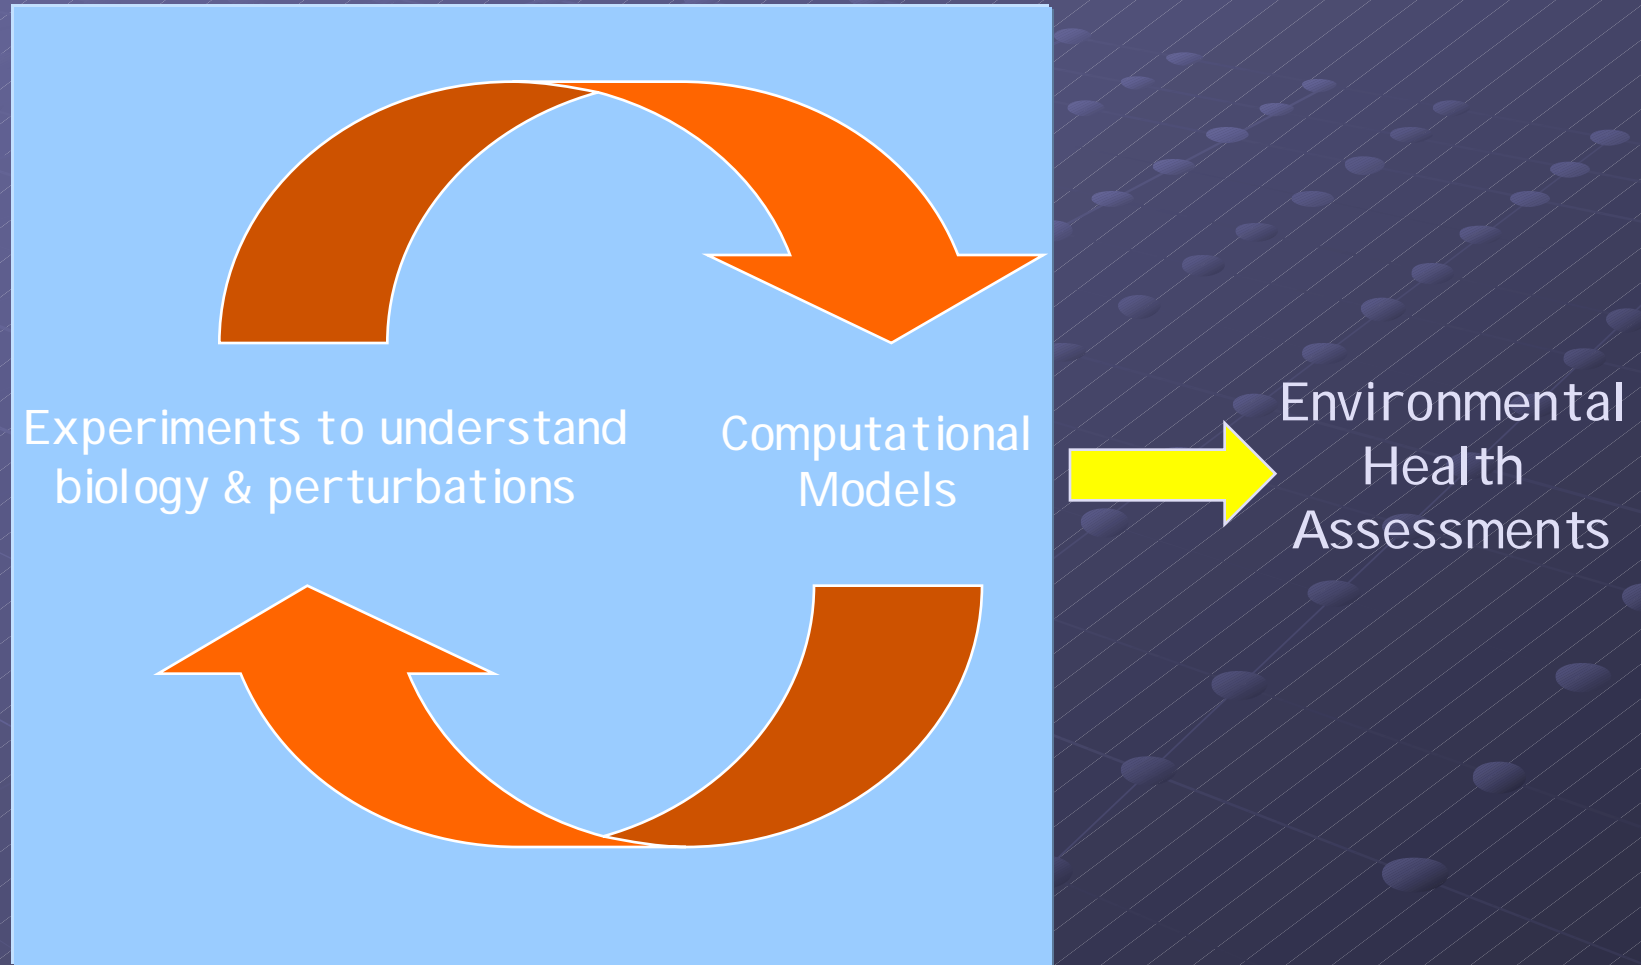 Experiments to understand
biology & perturbations
Computational
Models
Environmental
Health
Assessments